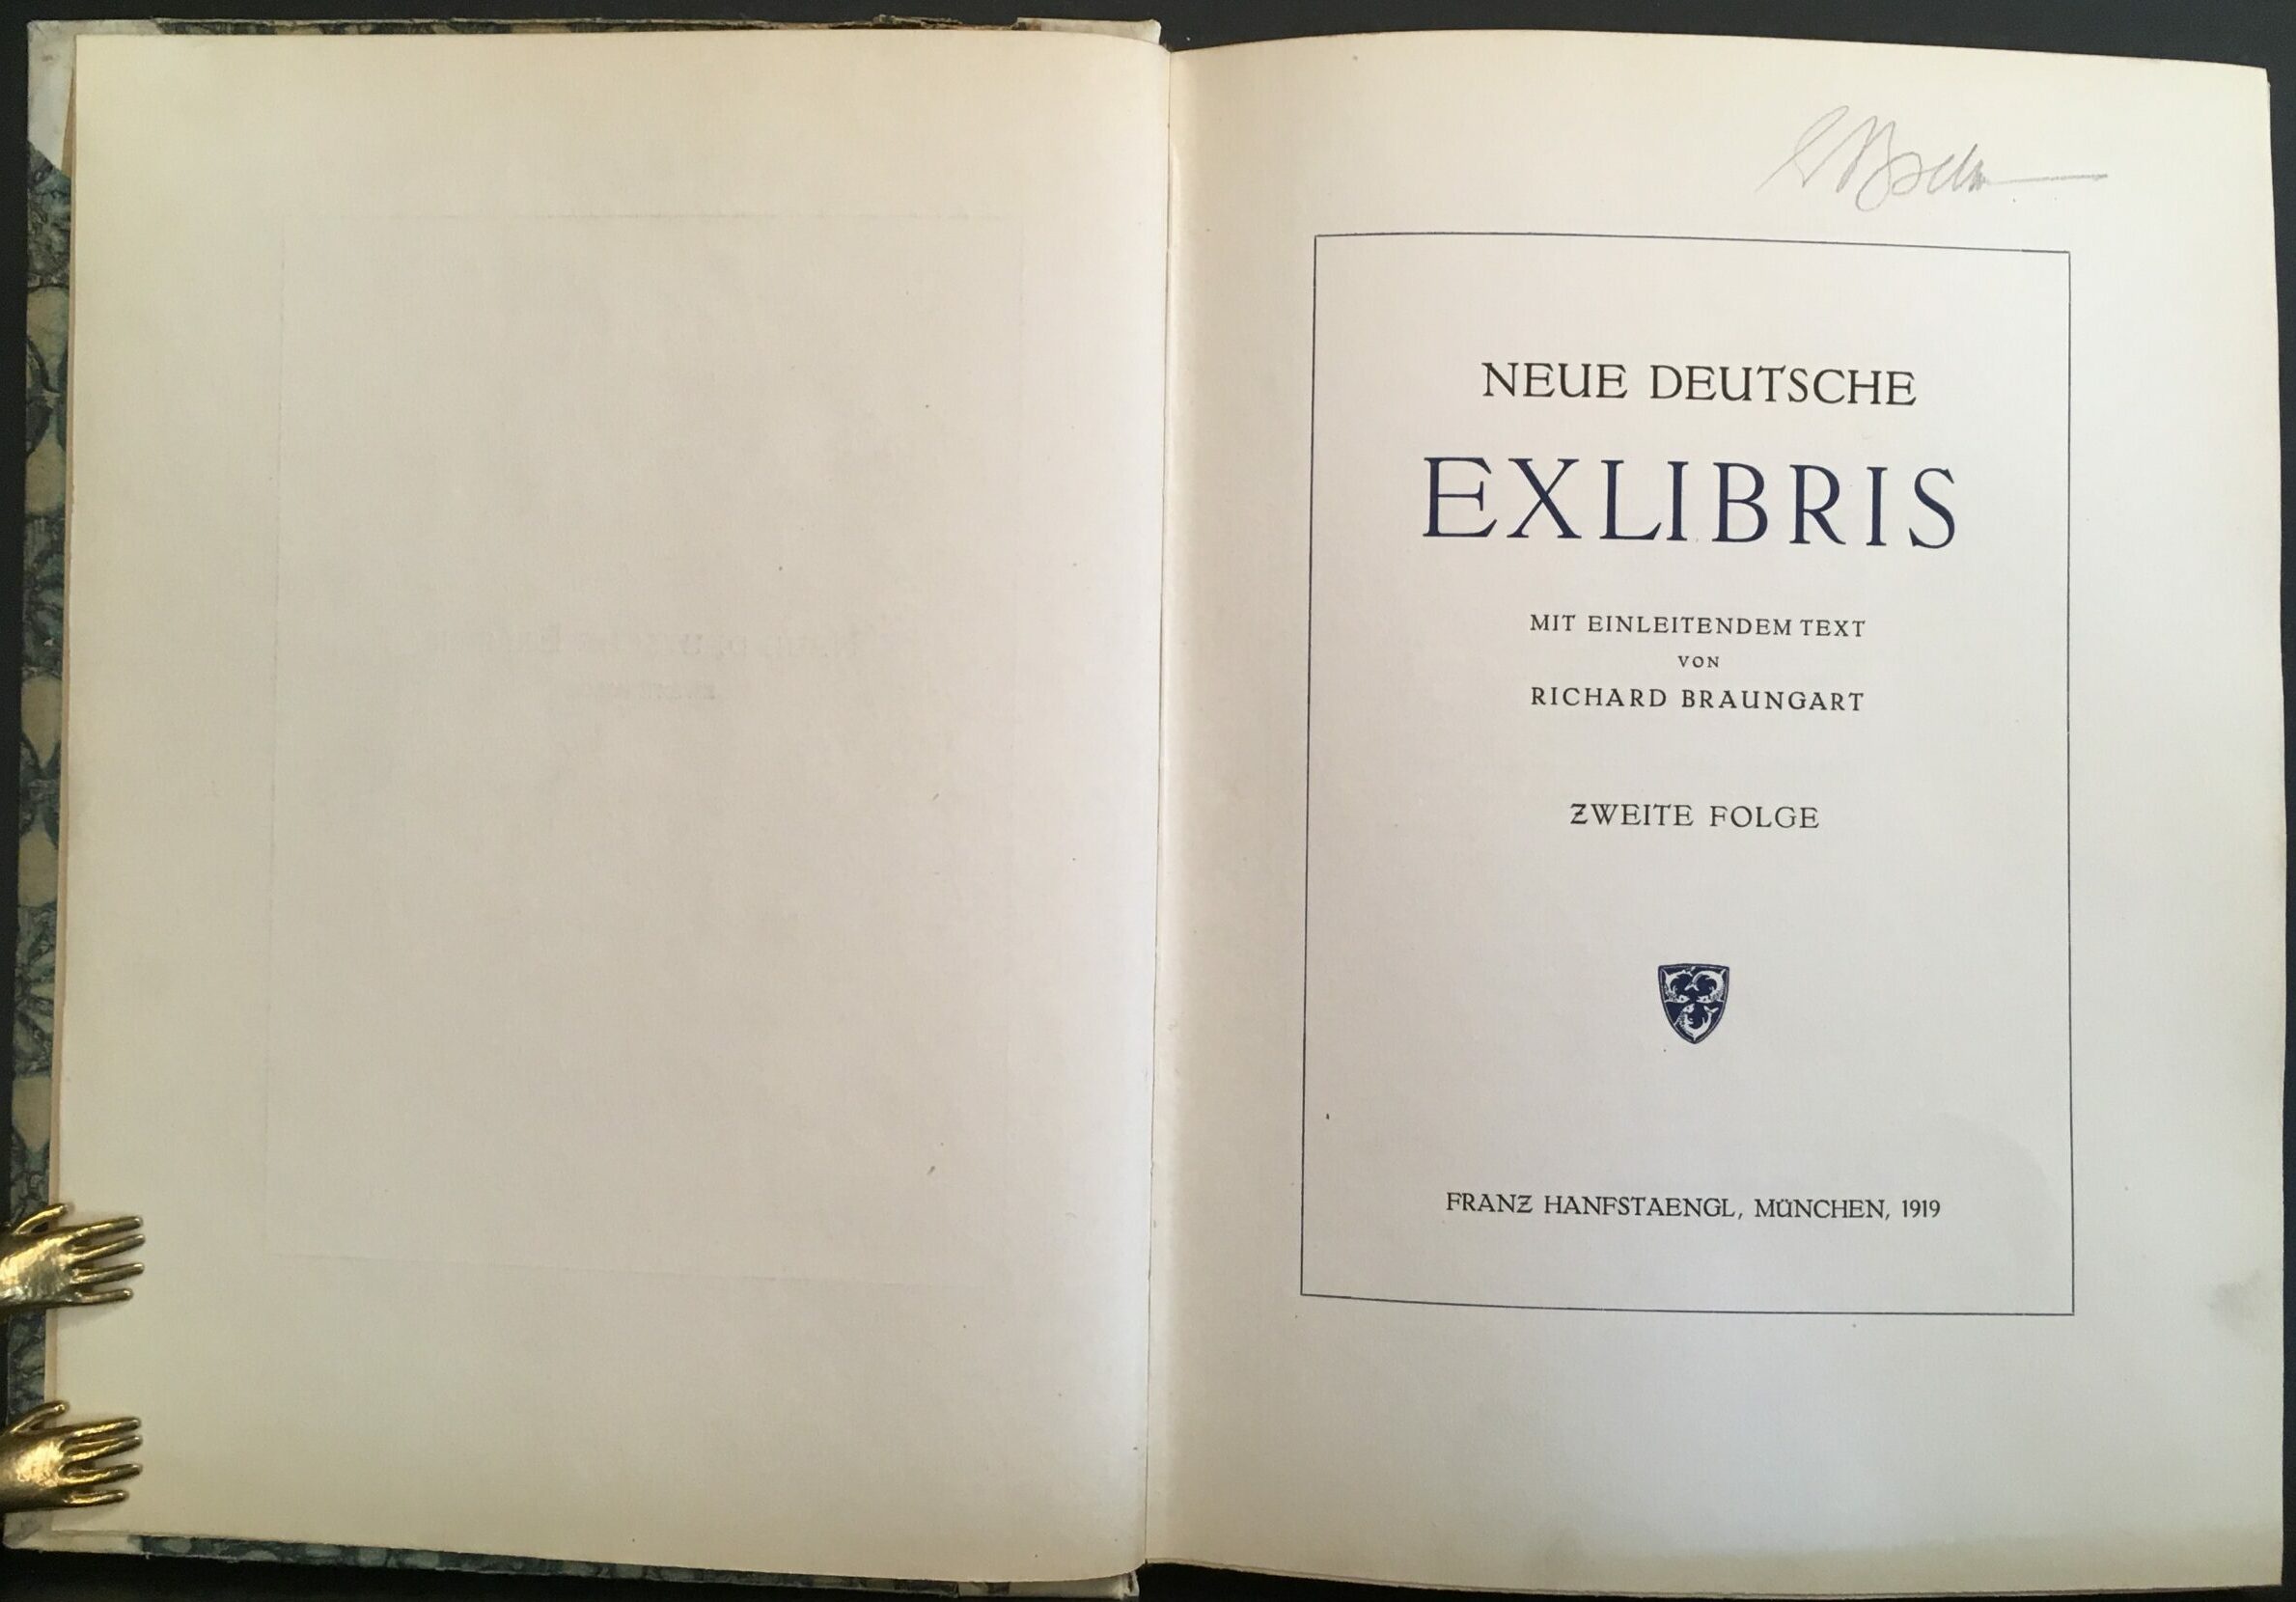 NEUE DEUTSCHE
EXLIBRIS
MIT EINLEITENDEM TEXT
VON
RICHARD BRAUNGART
ZWEITE FOLGE
FRANZ HANFSTAENGL, MÜNCHEN, 1919